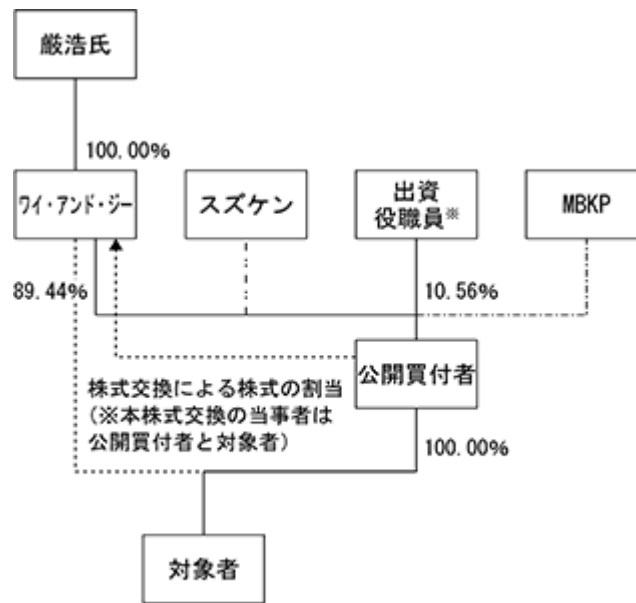 厳浩氏
100.00%
ワイ・アンド・ジー
スズケン
出資
役職員※
MBKP
89.44%
10.56%
公開買付者
株式交換による株式の割当
(※本株式交換の当事者は
公開買付者と対象者)
100.00%
対象者